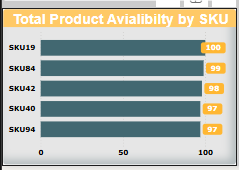 Total Product Avialibilty by SKU
SKU19 100
SKU84 99
SKU42 98
SKU40 97
SKU94 97
0 50 100